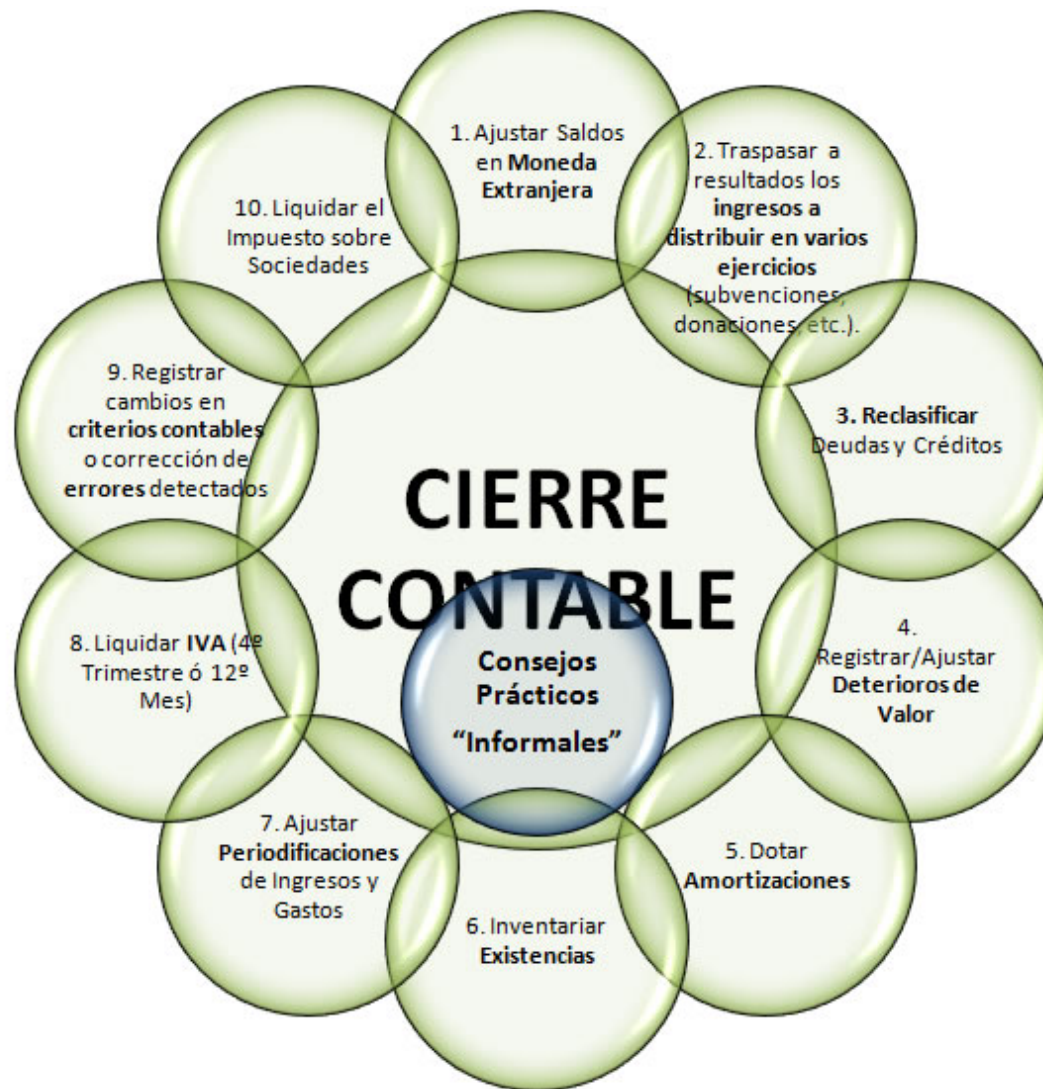 1. Ajustar Saldos
en Moneda
Extranjera
2. Traspasar a
resultados los
ingresos a
distribuir en varios
ejercicios
(subvenciones,
donaciones, etc.).
3. Reclasificar
Deudas y Créditos
4.
Registrar/Ajustar
Deterioros de
Valor
5. Dotar
Amortizaciones
6. Inventariar
Existencias
7. Ajustar
Periodificaciones
de Ingresos y
Gastos
8. Liquidar IVA (4º
Trimestre ó 12º
Mes)
9. Registrar
cambios en
criterios contables
o corrección de
errores detectados
10. Liquidar el
Impuesto sobre
Sociedades
CIERRE
CONTABLE
Consejos
Prácticos
“Informales”